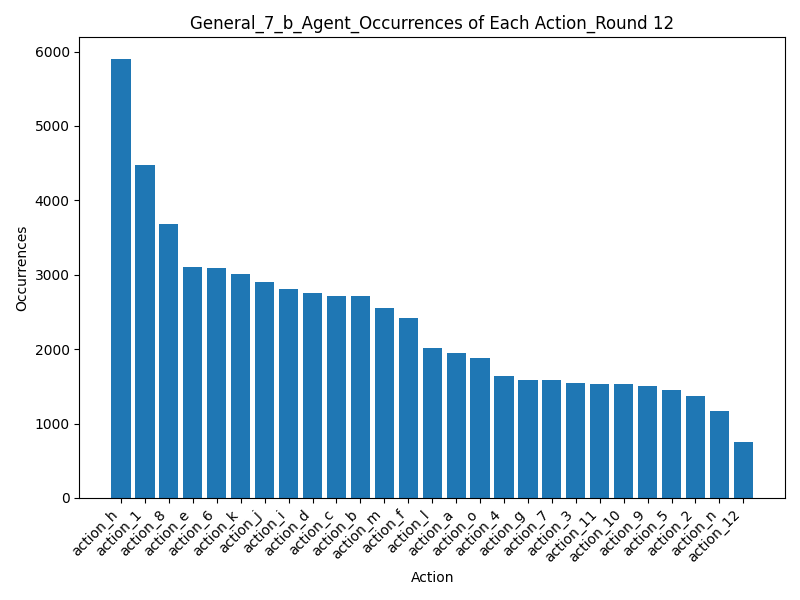 General_7_b_Agent_Occurrences of Each Action_Round 12
Occurrences
6000
5000
4000
3000
2000
1000
0
action_h
action_1
action_8
action_e
action_6
action_k
action_j
action_i
action_d
action_c
action_b
action_m
action_f
action_l
action_a
action_o
action_4
action_g
action_7
action_3
action_11
action_10
action_9
action_5
action_2
action_n
action_12
Action